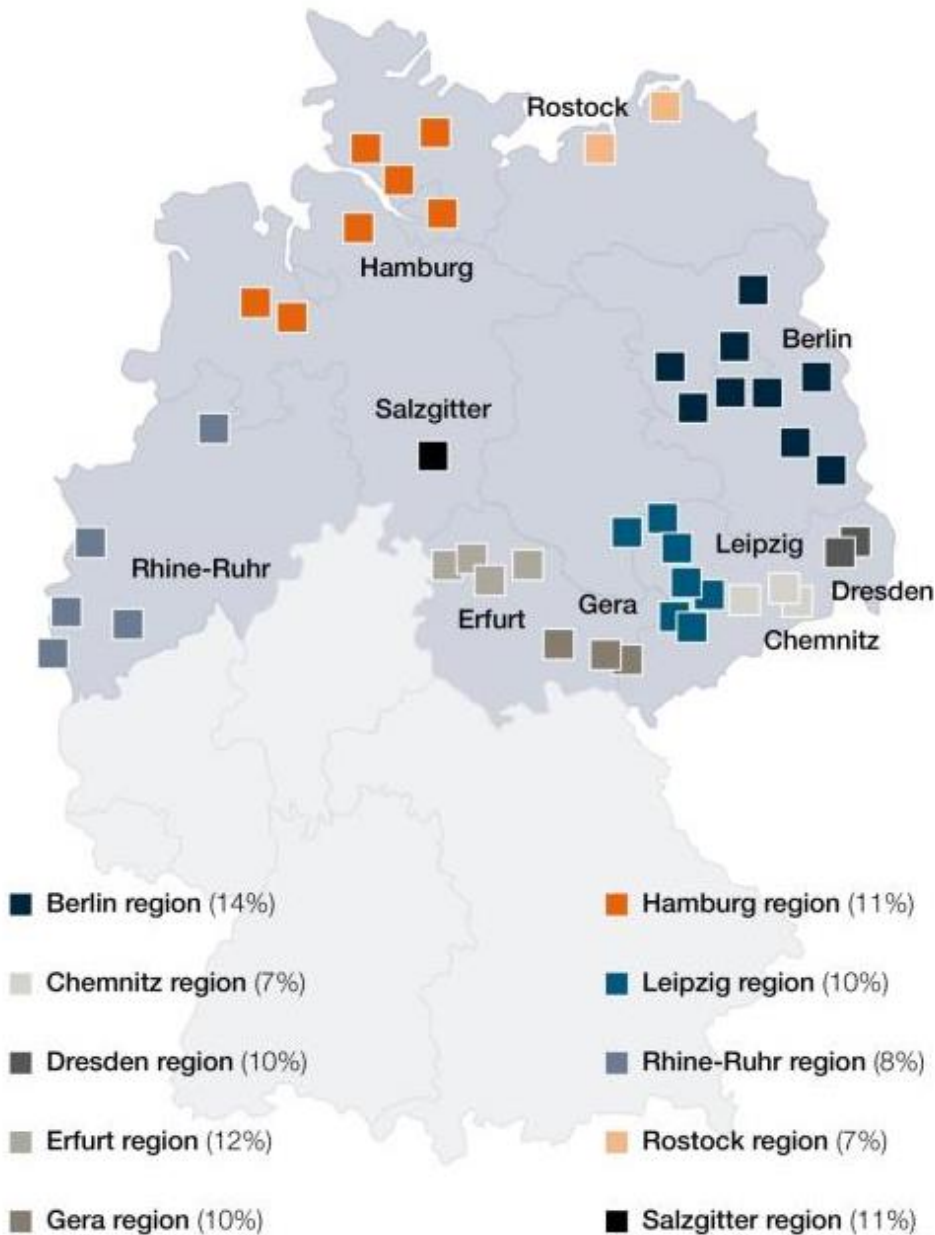 Rostock
Hamburg
Berlin
Salzgitter
Leipzig
Rhine-Ruhr
Dresden
Erfurt
Gera
Chemnitz
Berlin region (14%)
Hamburg region (11%)
Chemnitz region (7%)
Leipzig region (10%)
Dresden region (10%)
Rhine-Ruhr region (8%)
Erfurt region (12%)
Rostock region (7%)
Gera region (10%)
Salzgitter region (11%)